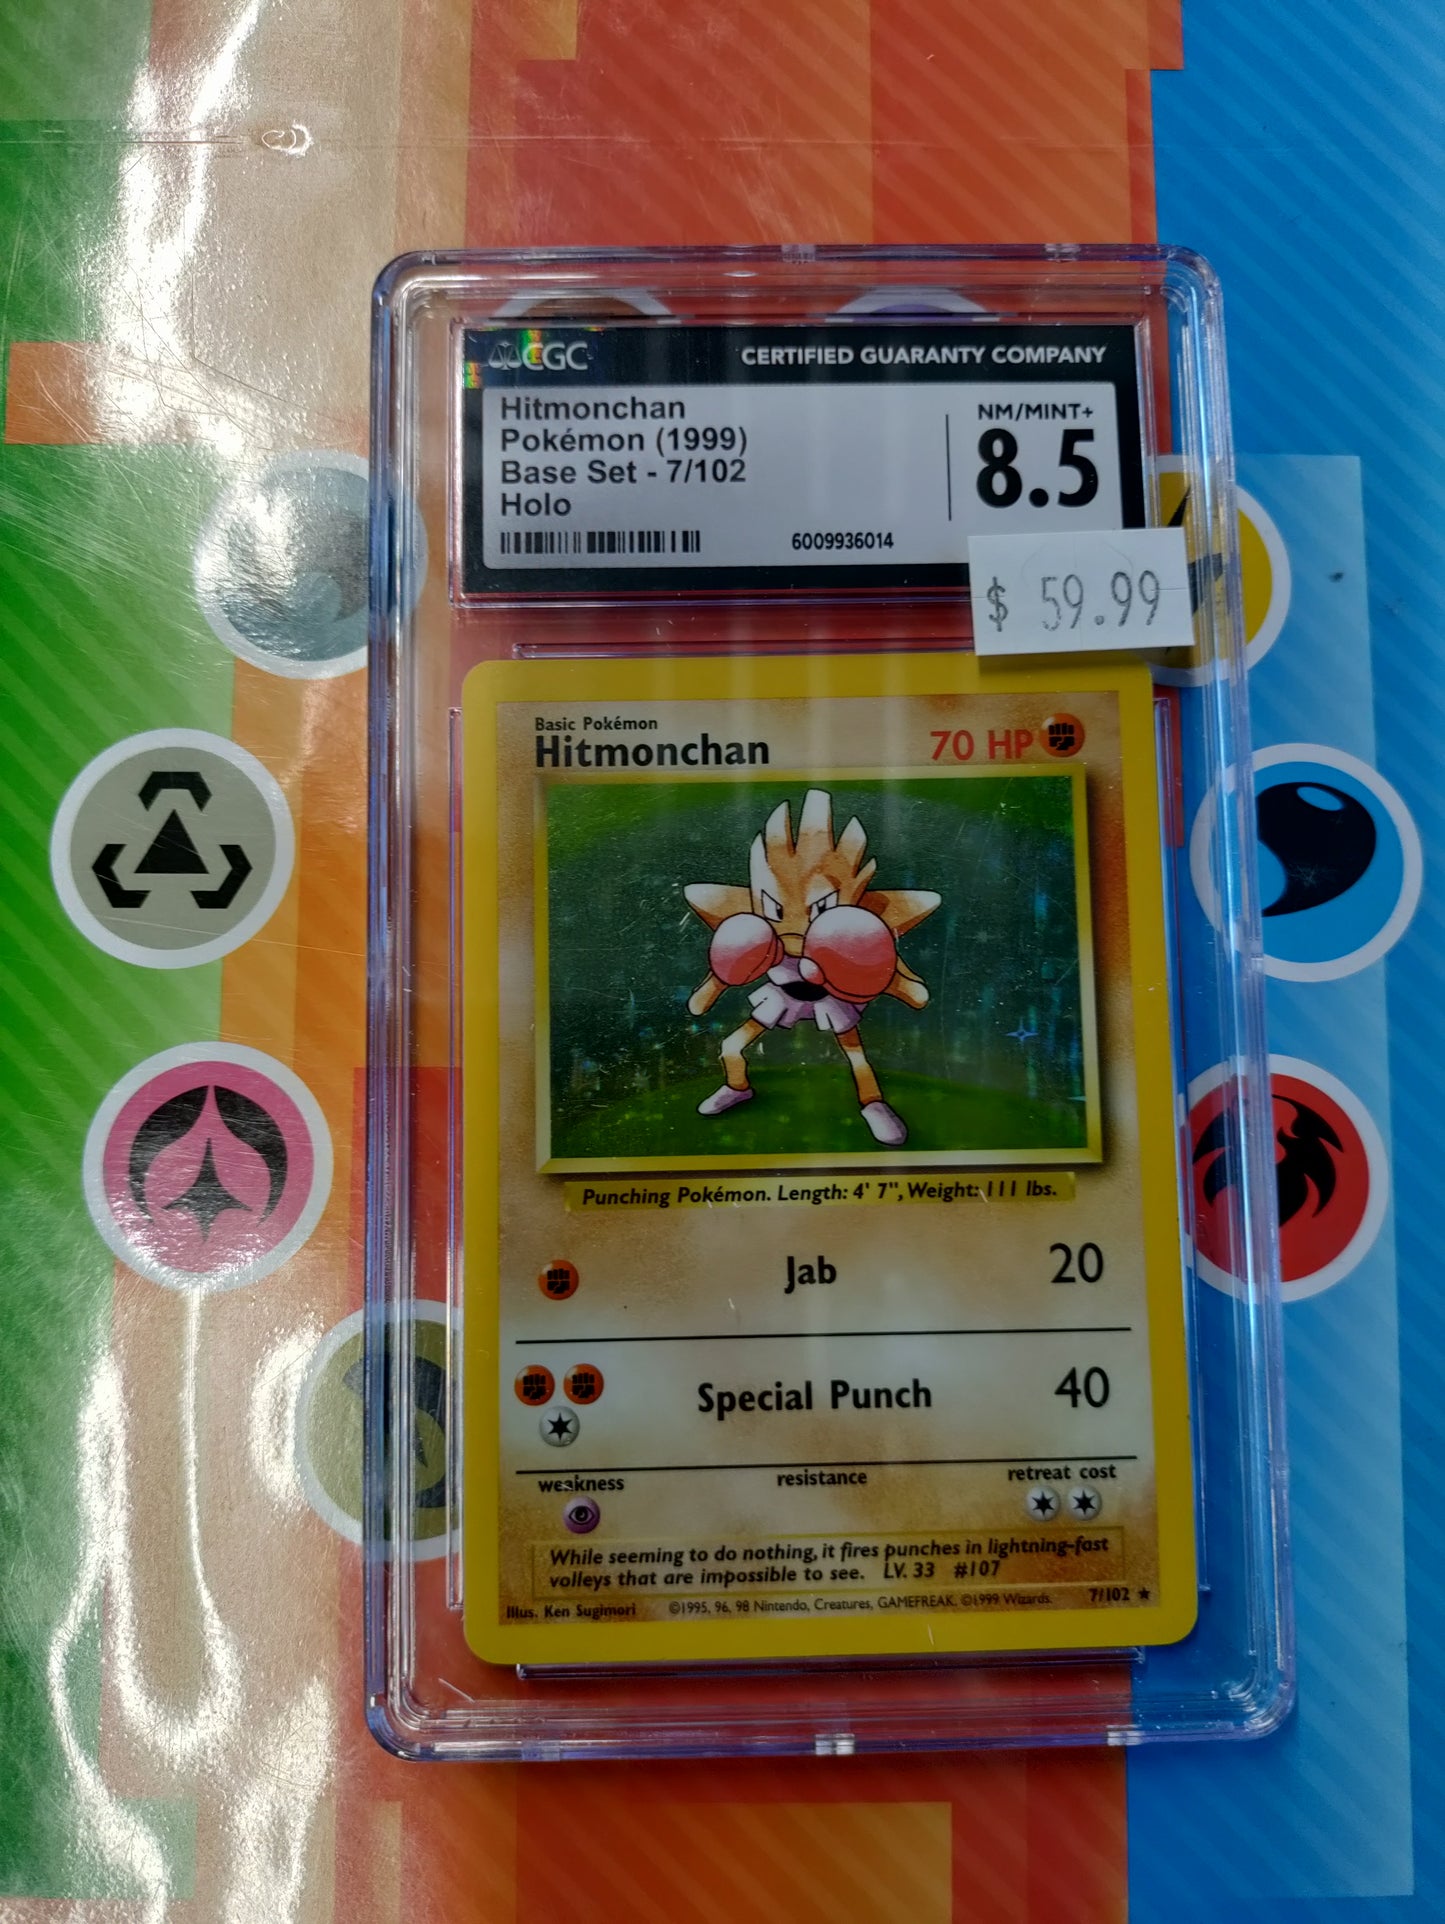 CGC
CERTIFIED GUARANTY COMPANY
Hitmonchan
Pokémon (1999)
Base Set - 7/102
Holo
NM/MINT+
8.5
6009936014
$ 59.99
Basic Pokémon
Hitmonchan
70 HP
Punching Pokémon. Length: 4' 7", Weight: 111 lbs.
Jab 20
Special Punch 40
weakness resistance retreat cost
While seeming to do nothing, it fires punches in lightning-fast
volleys that are impossible to see. LV. 33 #107
Illus. Ken Sugimori ©1995, 96, 98 Nintendo, Creatures, GAMEFREAK. ©1999 Wizards. 7/102 ★